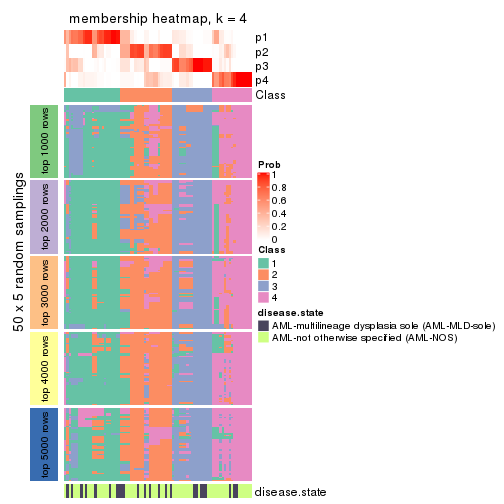 membership heatmap, k = 4
p1
p2
p3
p4
Class
50 x 5 random samplings
top 1000 rows
top 2000 rows
top 3000 rows
top 4000 rows
top 5000 rows
Prob
1
0.8
0.6
0.4
0.2
0
Class
1
2
3
4
disease.state
AML-multilineage dysplasia sole (AML-MLD-sole)
AML-not otherwise specified (AML-NOS)
disease.state